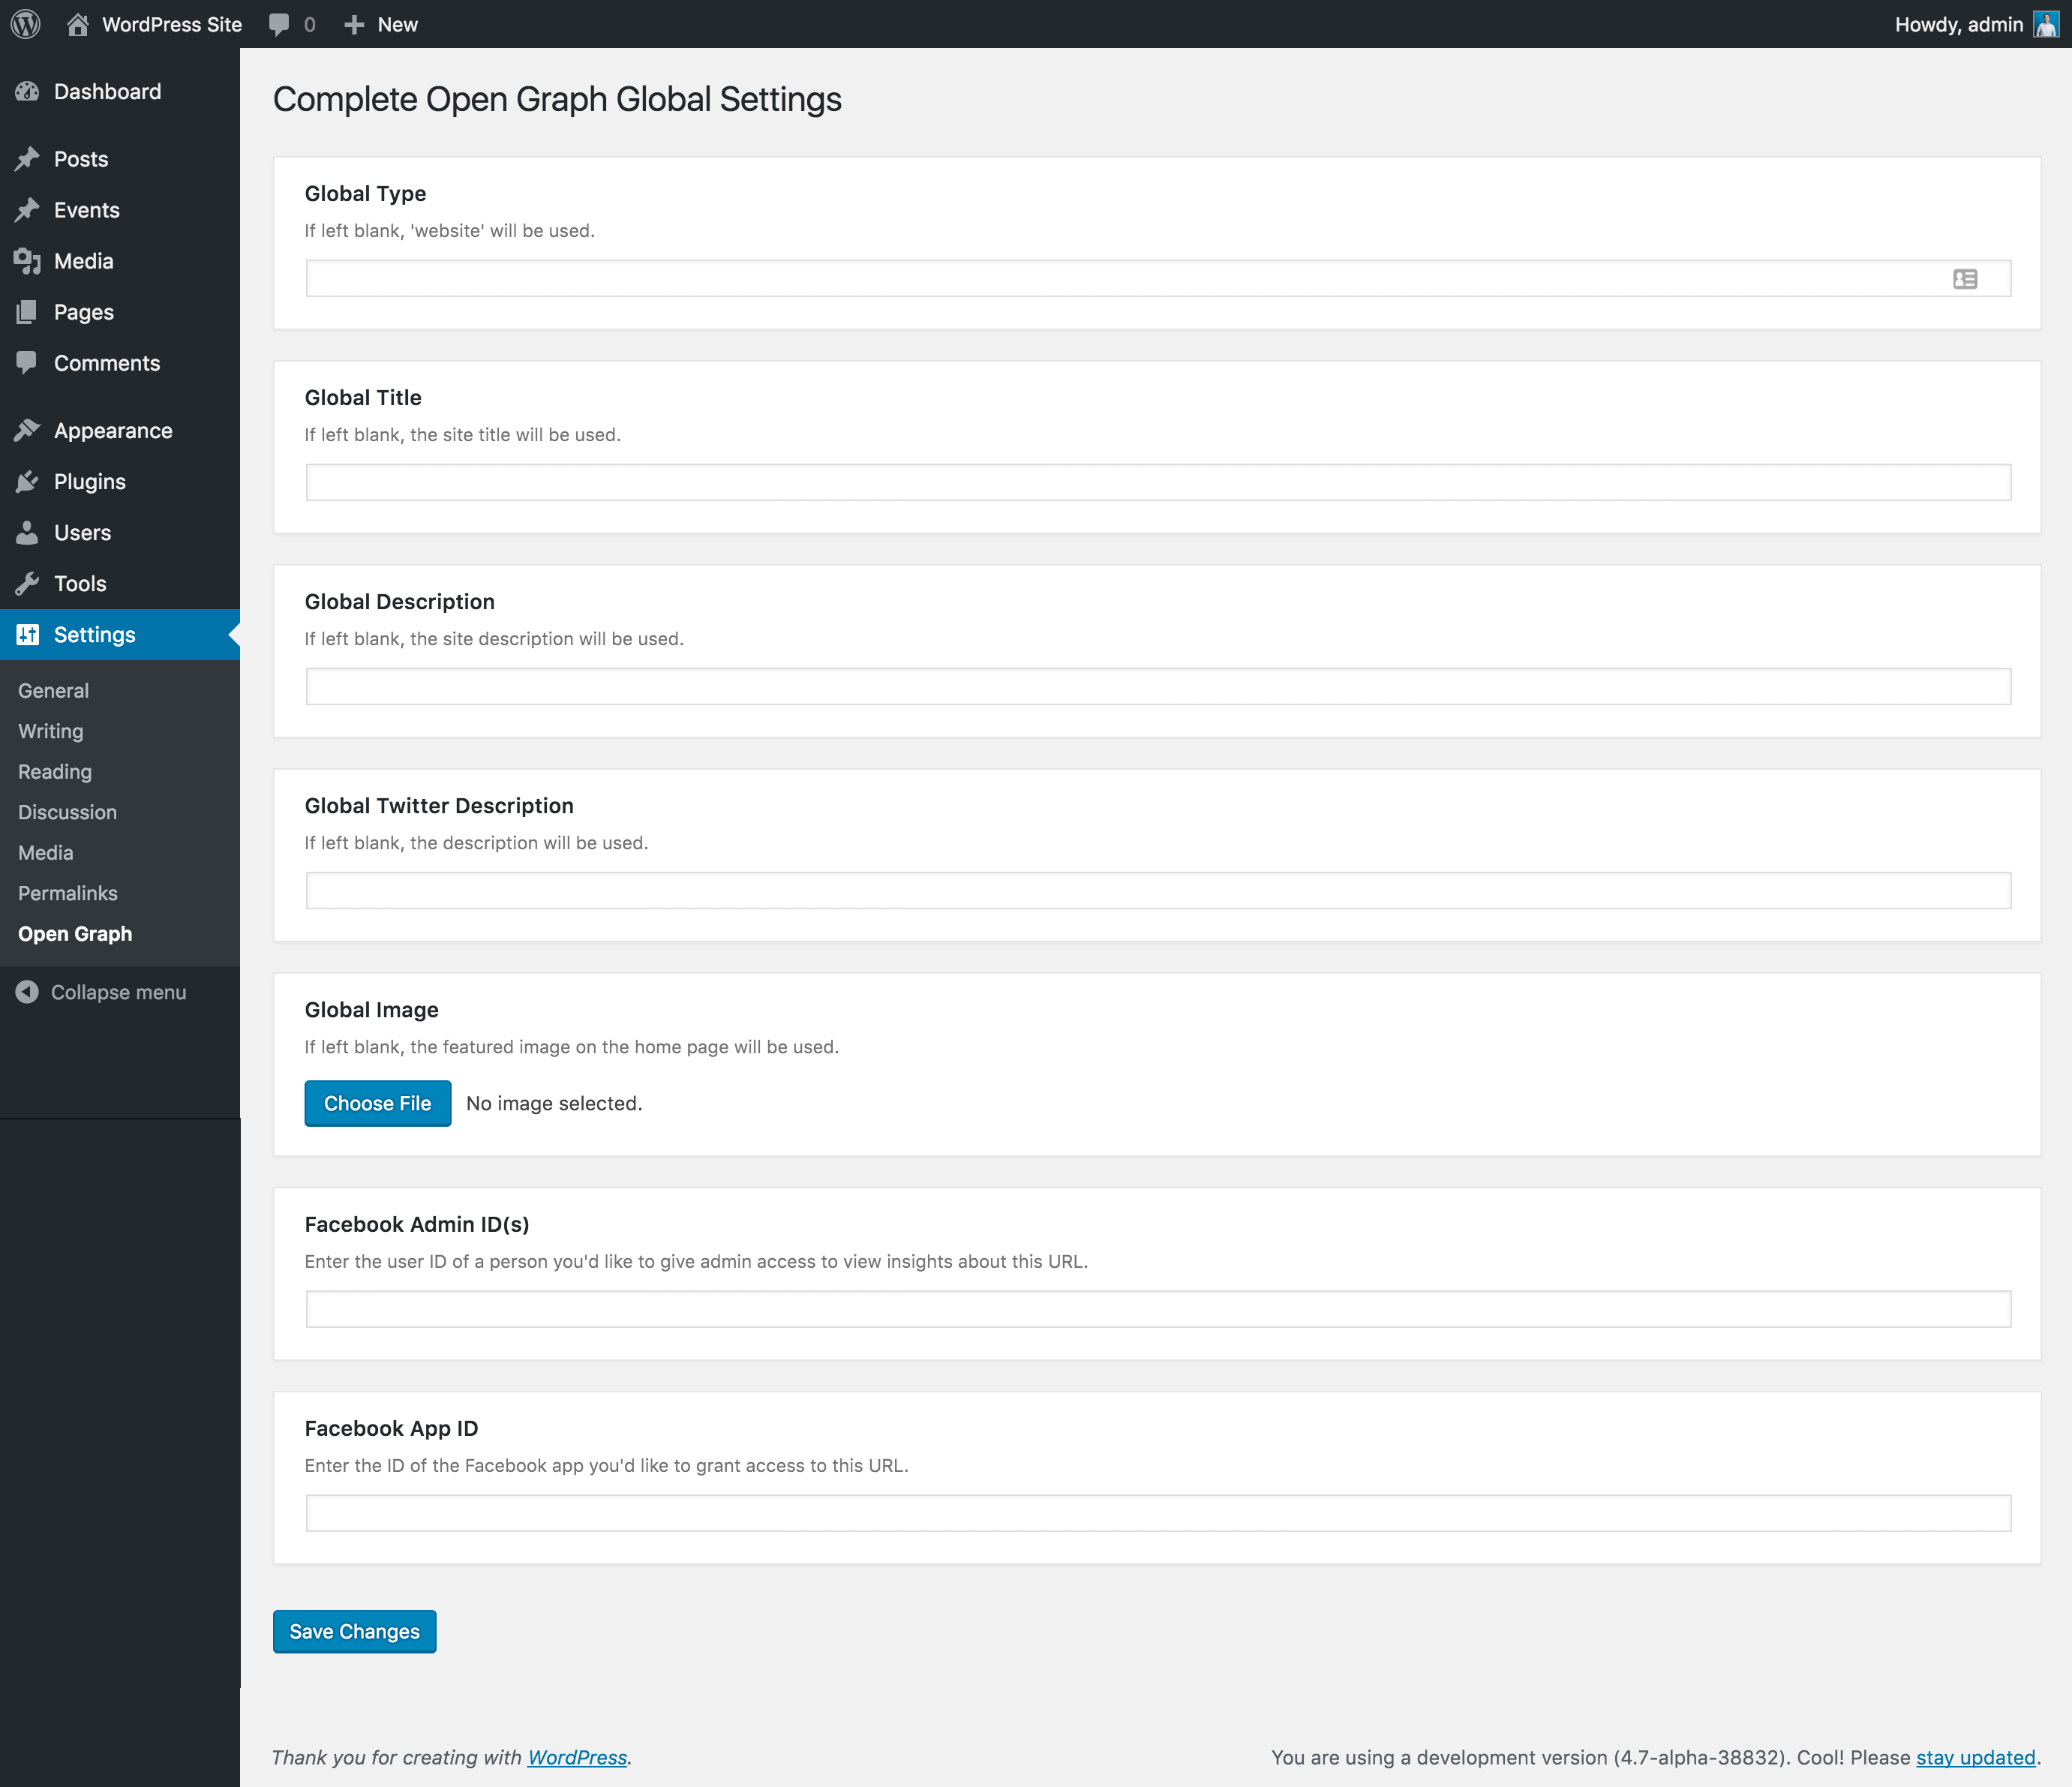 WordPress Site 0 New Howdy, admin
Dashboard
Posts
Events
Media
Pages
Comments
Appearance
Plugins
Users
Tools
Settings
General
Writing
Reading
Discussion
Media
Permalinks
Open Graph
Collapse menu
Complete Open Graph Global Settings
Global Type
If left blank, 'website' will be used.
Global Title
If left blank, the site title will be used.
Global Description
If left blank, the site description will be used.
Global Twitter Description
If left blank, the description will be used.
Global Image
If left blank, the featured image on the home page will be used.
Choose File No image selected.
Facebook Admin ID(s)
Enter the user ID of a person you'd like to give admin access to view insights about this URL.
Facebook App ID
Enter the ID of the Facebook app you'd like to grant access to this URL.
Save Changes
Thank you for creating with WordPress. You are using a development version (4.7-alpha-38832). Cool! Please stay updated.